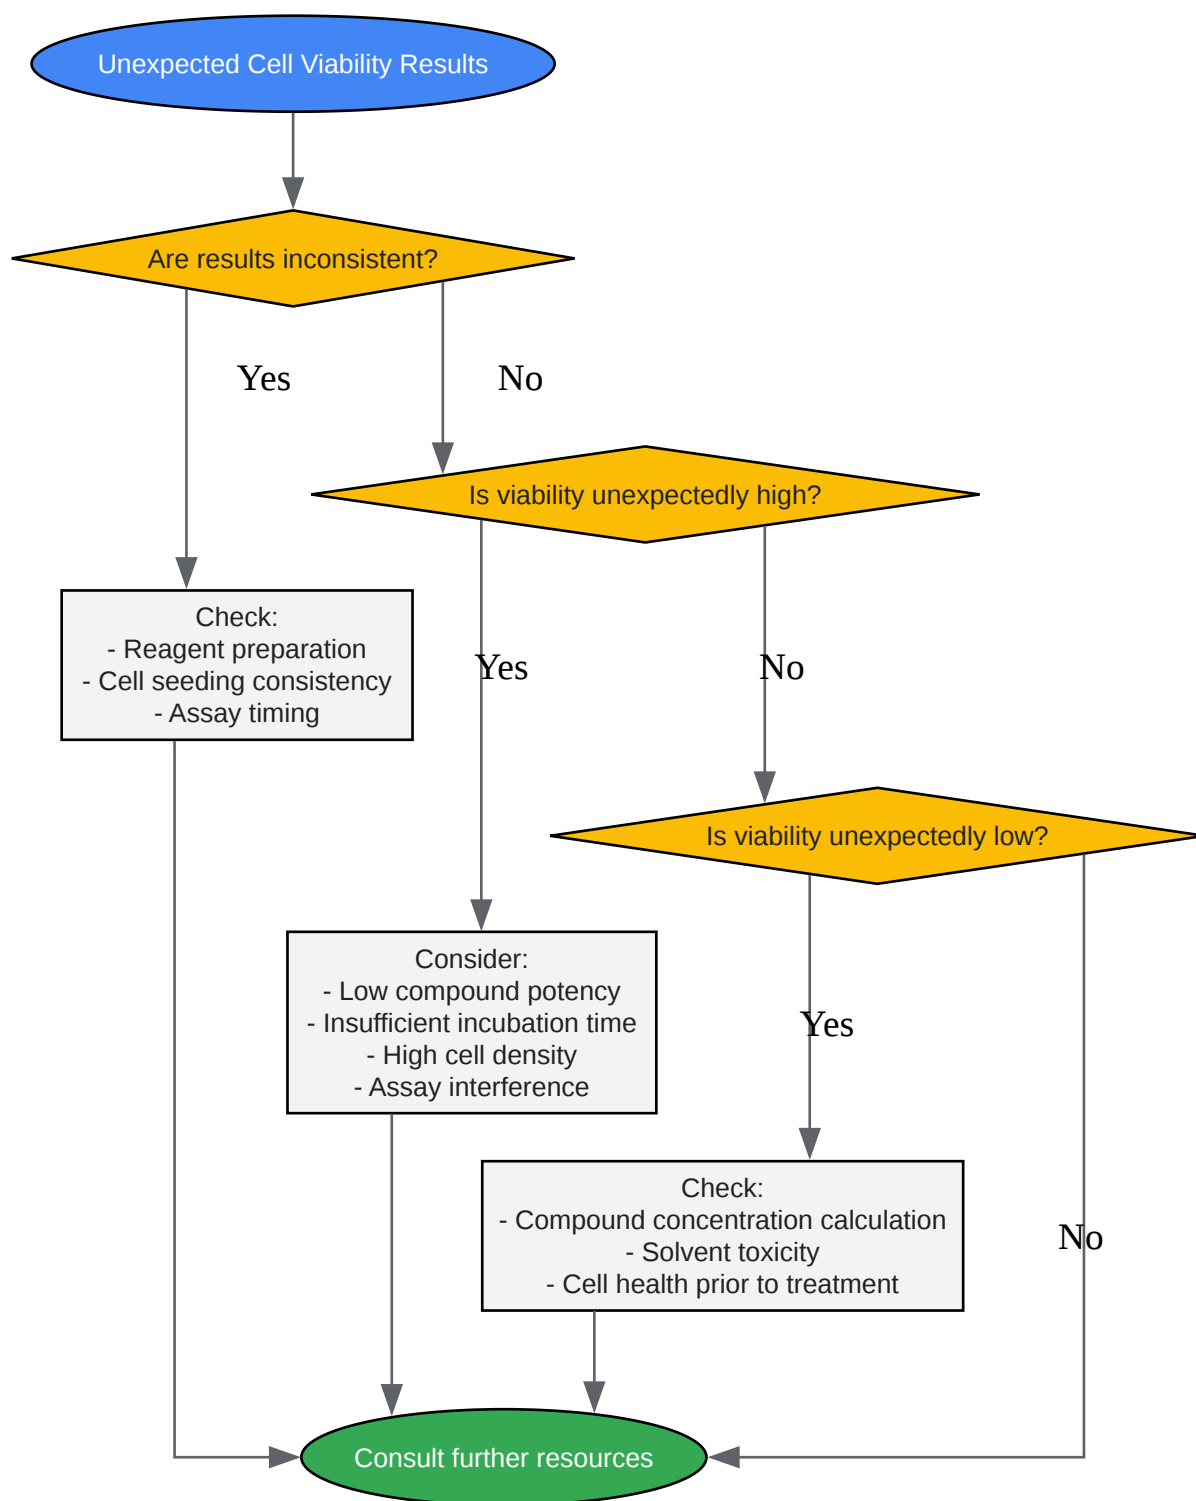 Unexpected Cell Viability Results
Are results inconsistent?
Yes
No
Is viability unexpectedly high?
Check:
- Reagent preparation
- Cell seeding consistency
- Assay timing
Yes
No
Is viability unexpectedly low?
Consider:
- Low compound potency
- Insufficient incubation time
- High cell density
- Assay interference
Yes
Check:
- Compound concentration calculation
- Solvent toxicity
- Cell health prior to treatment
No
Consult further resources